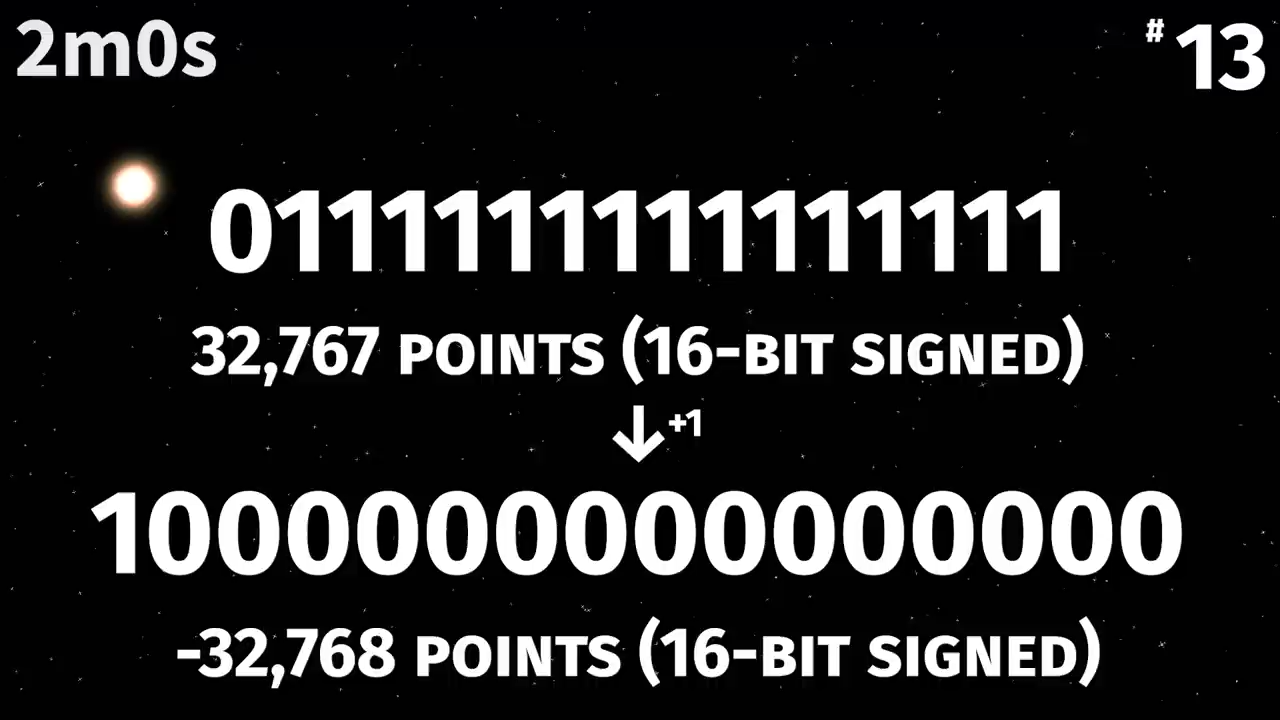 2m0s
#13
0111111111111111
32,767 POINTS (16-BIT SIGNED)
↓+1
1000000000000000
-32,768 POINTS (16-BIT SIGNED)